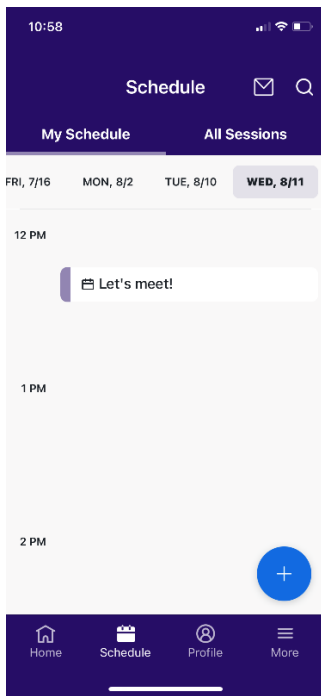 10:58
Schedule
My Schedule All Sessions
FRI, 7/16 MON, 8/2 TUE, 8/10 WED, 8/11
12 PM
Let's meet!
1 PM
2 PM
Home Schedule Profile More